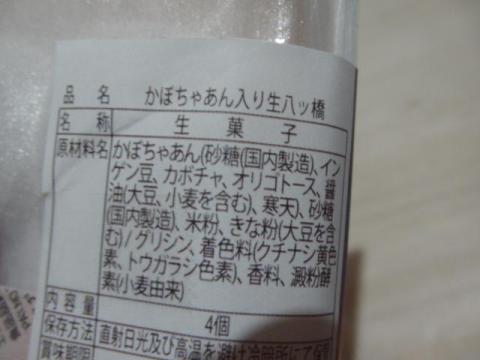 品 名 かぼちゃあん入り生八ッ橋
名 称 生 菓 子
原材料名 かぼちゃあん(砂糖(国内製造)、イン
ゲン豆、カボチャ、オリゴトース、醤
油(大豆、小麦を含む)、寒天)、砂糖
(国内製造)、米粉、きな粉(大豆を含
む)/グリシン、着色料(クチナシ黄色
素、トウガラシ色素)、香料、澱粉酵
素(小麦由来)
内 容 量 4個
保存方法 直射日光及び高温を避け冷暗所にて
賞味期限